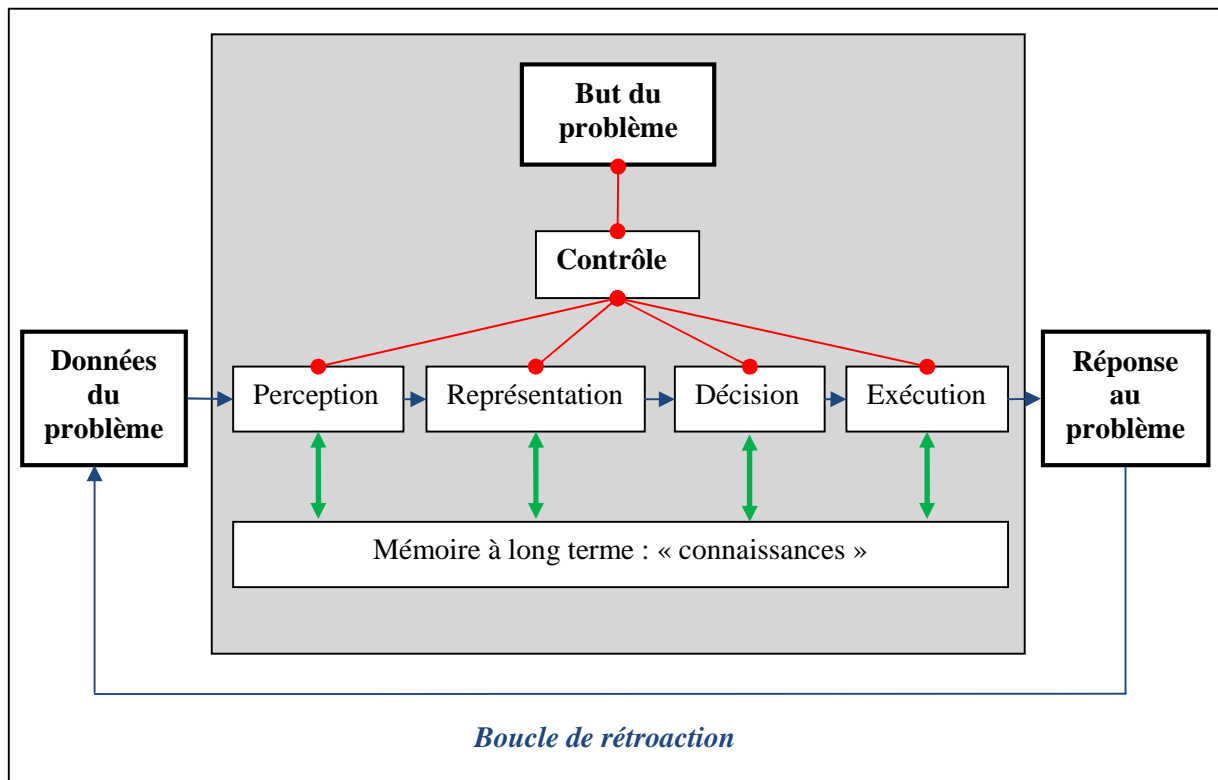 But du
problème
Contrôle
Données
du
problème
Perception
Représentation
Décision
Exécution
Réponse
au
problème
Mémoire à long terme : « connaissances »
Boucle de rétroaction